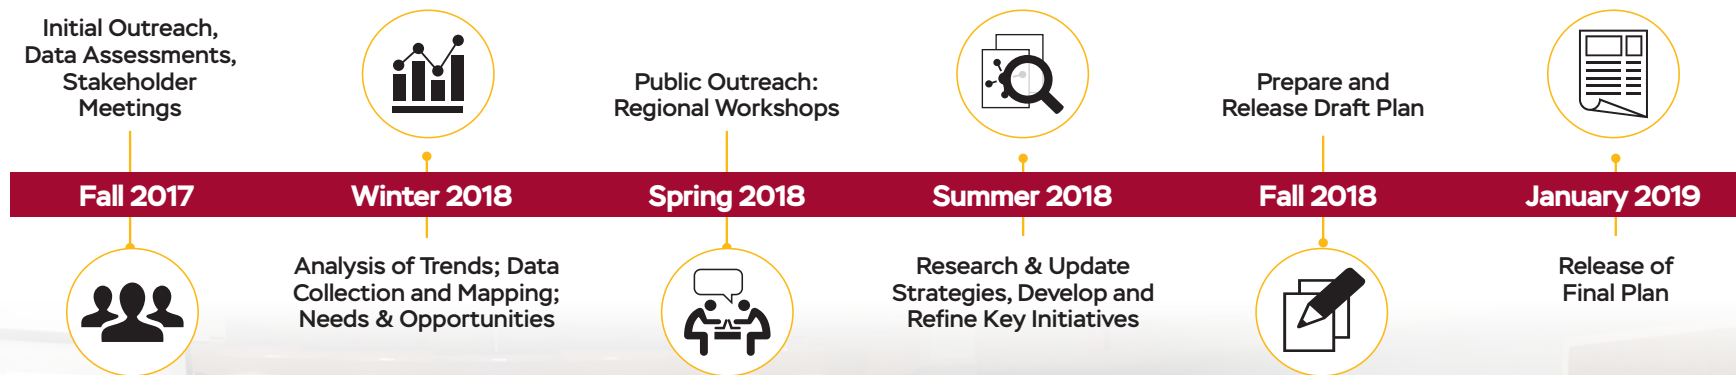 Initial Outreach,
Data Assessments,
Stakeholder
Meetings
Fall 2017
Winter 2018
Analysis of Trends; Data
Collection and Mapping;
Needs & Opportunities
Public Outreach:
Regional Workshops
Spring 2018
Summer 2018
Research & Update
Strategies, Develop and
Refine Key Initiatives
Prepare and
Release Draft Plan
Fall 2018
January 2019
Release of
Final Plan